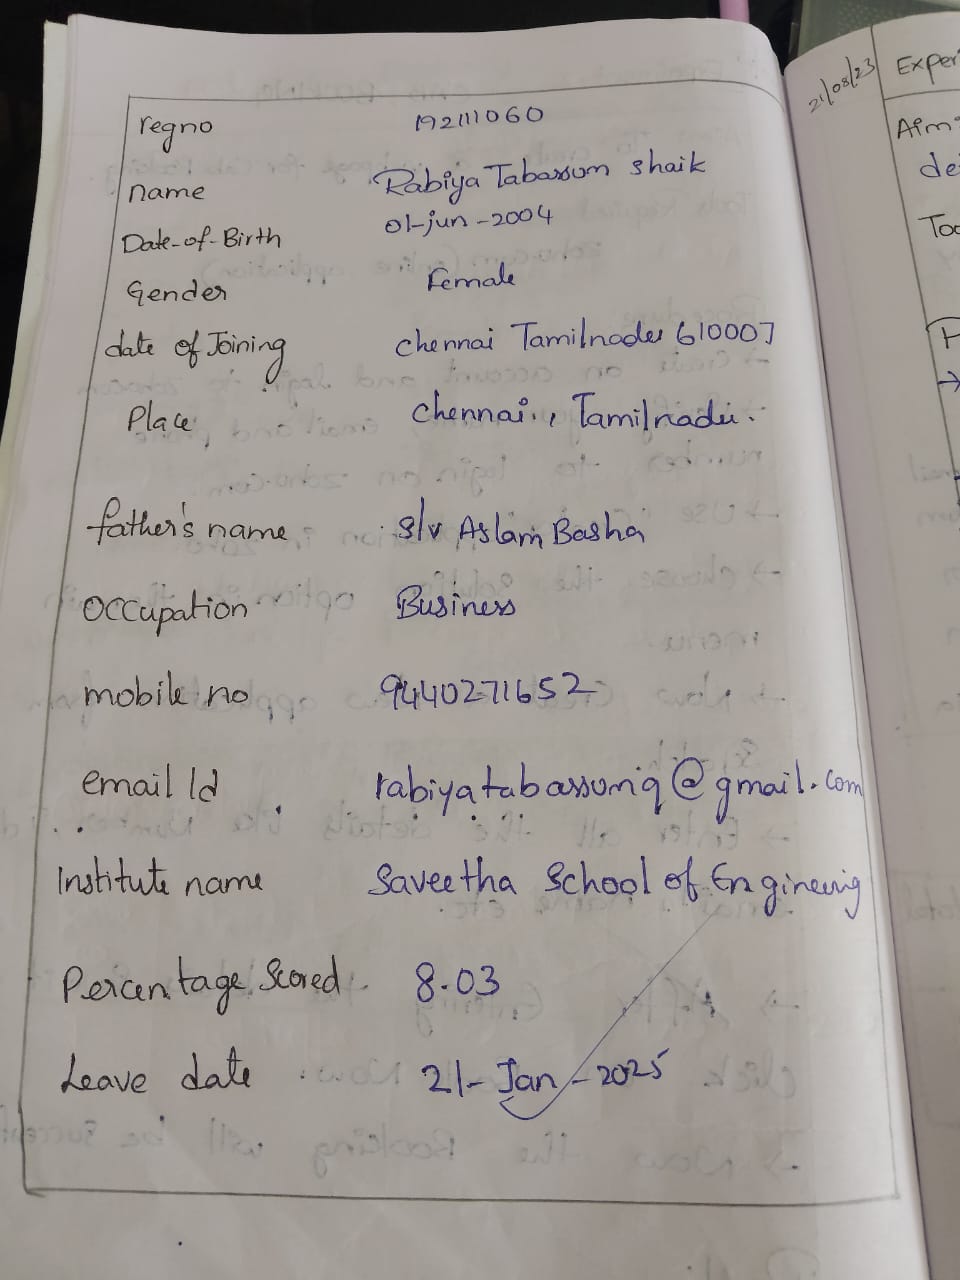 regno 192111060
name Rabiya Tabassum Shaik
Date-of-Birth 01-jun-2004
Gender Female
date of Joining chennai Tamilnadu 610007
Place chennai, Tamilnadu.
father's name s/v Aslam Basha
Occupation Business
mobile no 9440271652
email Id rabiyatabassumq@gmail.com
Institute name Saveetha School of Engineerig
Percentage Scored 8.03
Leave date 21-Jan-2025
21/08/23
Exper
Aim:
de
Too